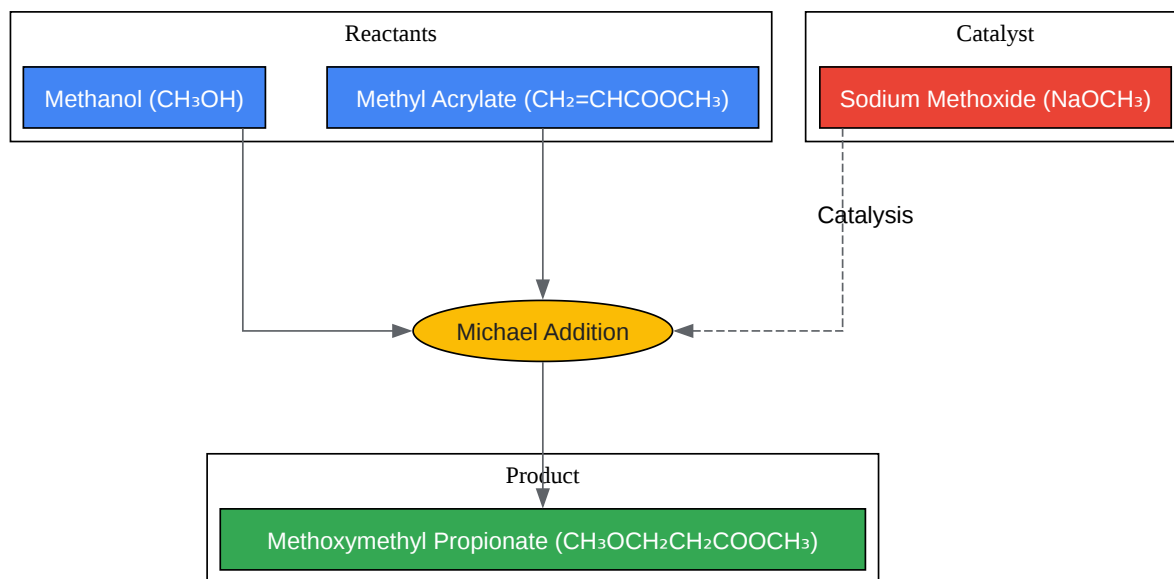 Reactants
Catalyst
Methanol (CH₃OH)
Methyl Acrylate (CH₂=CHCOOCH₃)
Sodium Methoxide (NaOCH₃)
Catalysis
Michael Addition
Product
Methoxymethyl Propionate (CH₃OCH₂CH₂COOCH₃)